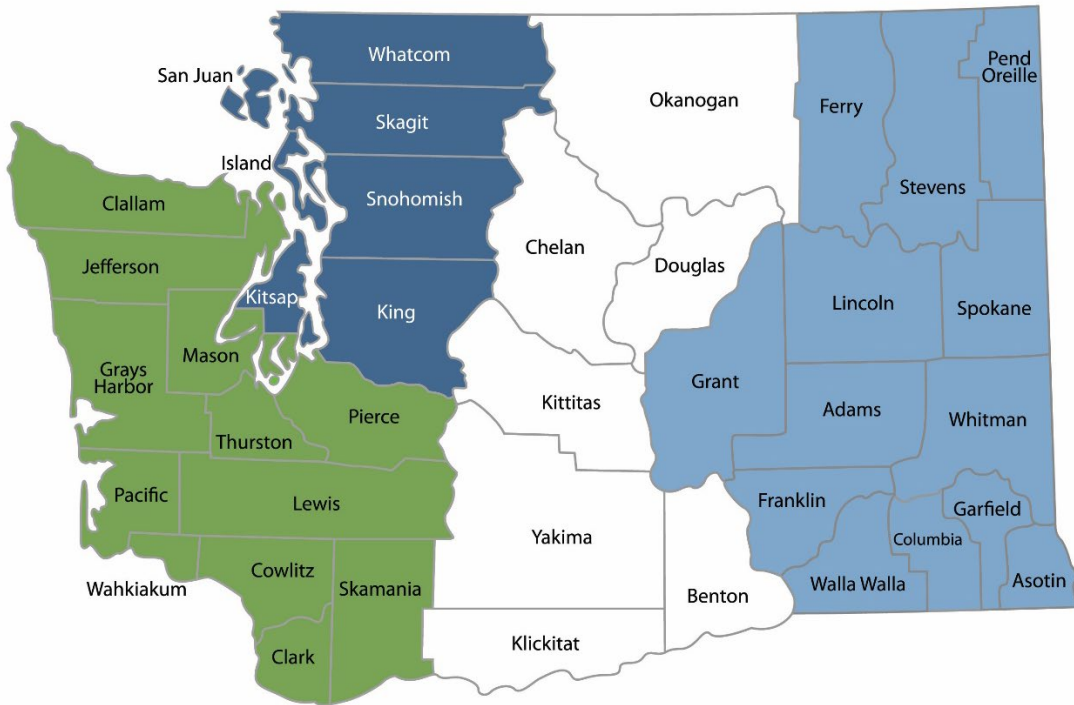 Whatcom
Pend
Oreille
San Juan
Okanogan
Ferry
Skagit
Island
Stevens
Clallam
Snohomish
Chelan
Jefferson
Douglas
Kitsap
Lincoln
King
Spokane
Mason
Grays
Harbor
Grant
Kittitas
Adams
Pierce
Whitman
Thurston
Pacific
Lewis
Franklin
Garfield
Yakima
Columbia
Cowlitz
Wahkiakum
Skamania
Walla Walla
Asotin
Benton
Klickitat
Clark